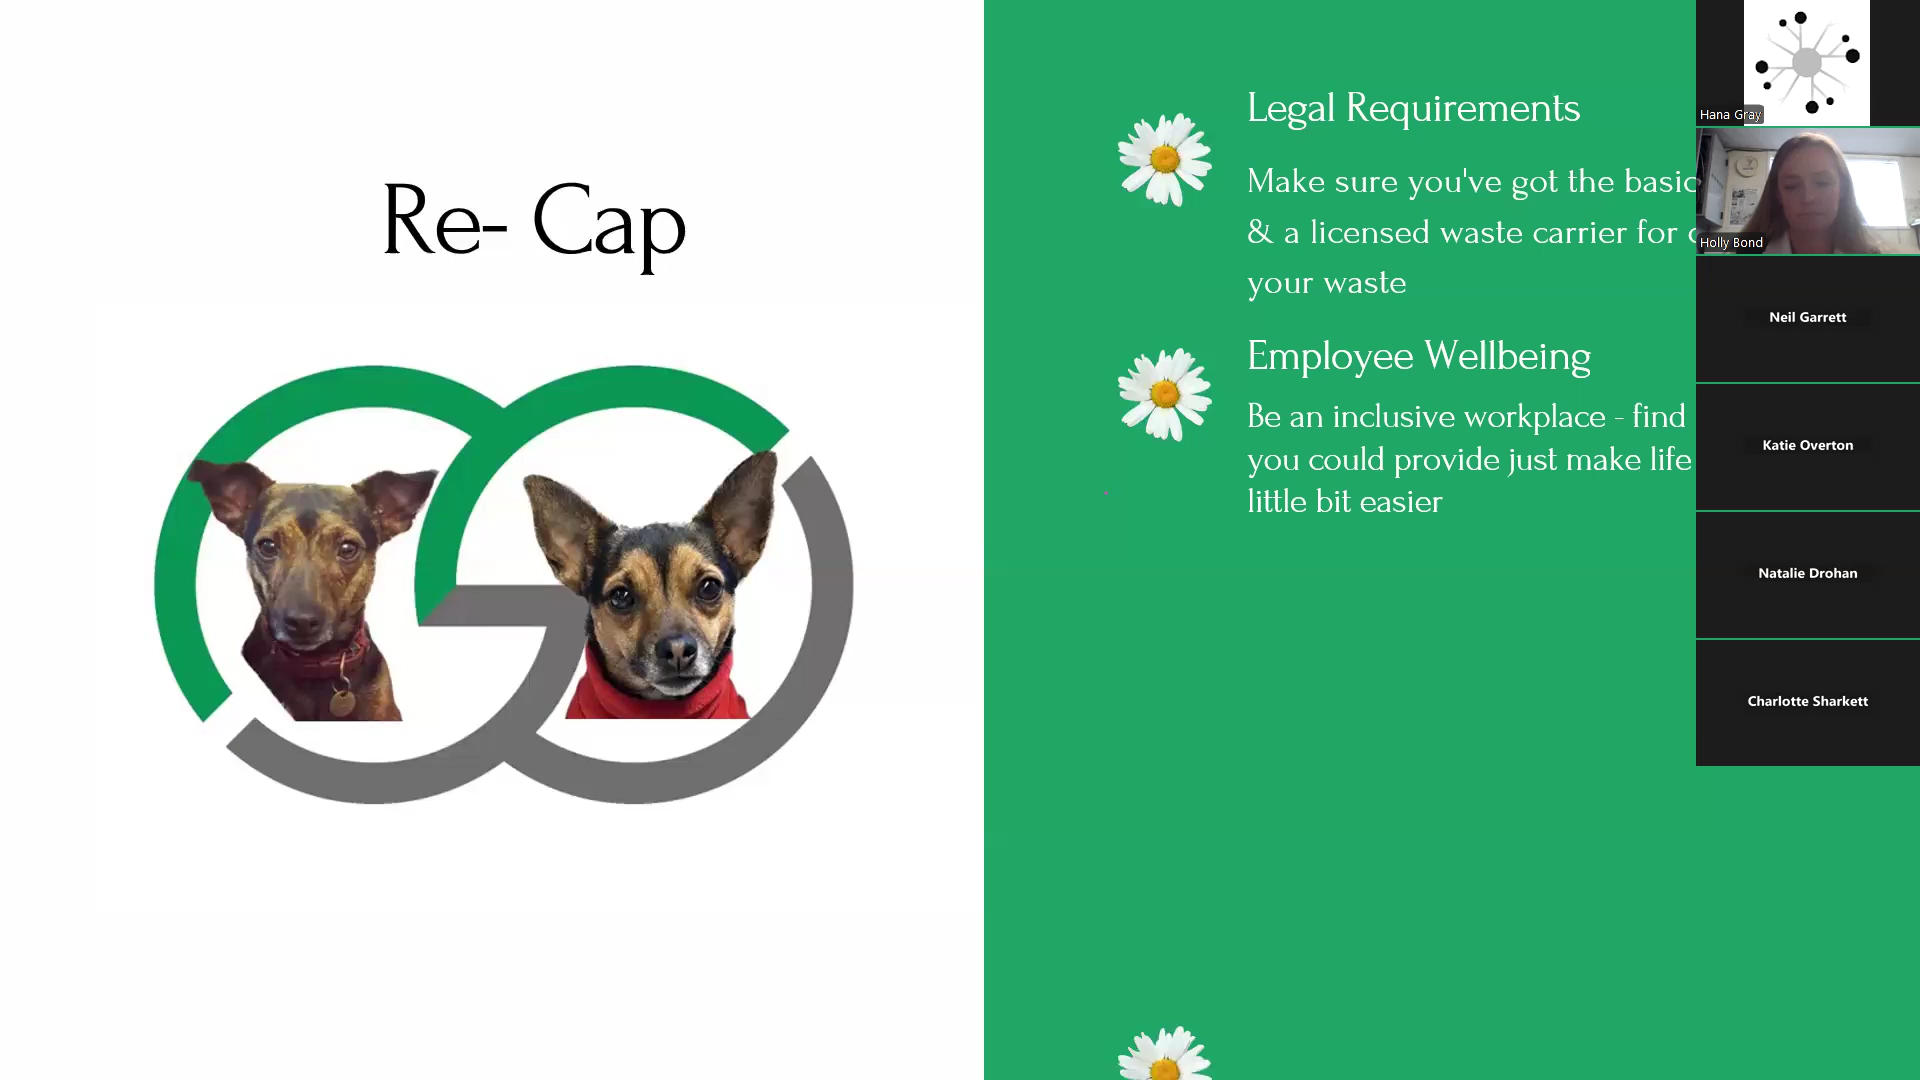 Re- Cap
Legal Requirements
Make sure you've got the basic
& a licensed waste carrier for
your waste
Employee Wellbeing
Be an inclusive workplace - find
you could provide just make life
little bit easier
Hana Gray
Holly Bond
Neil Garrett
Katie Overton
Natalie Drohan
Charlotte Sharkett